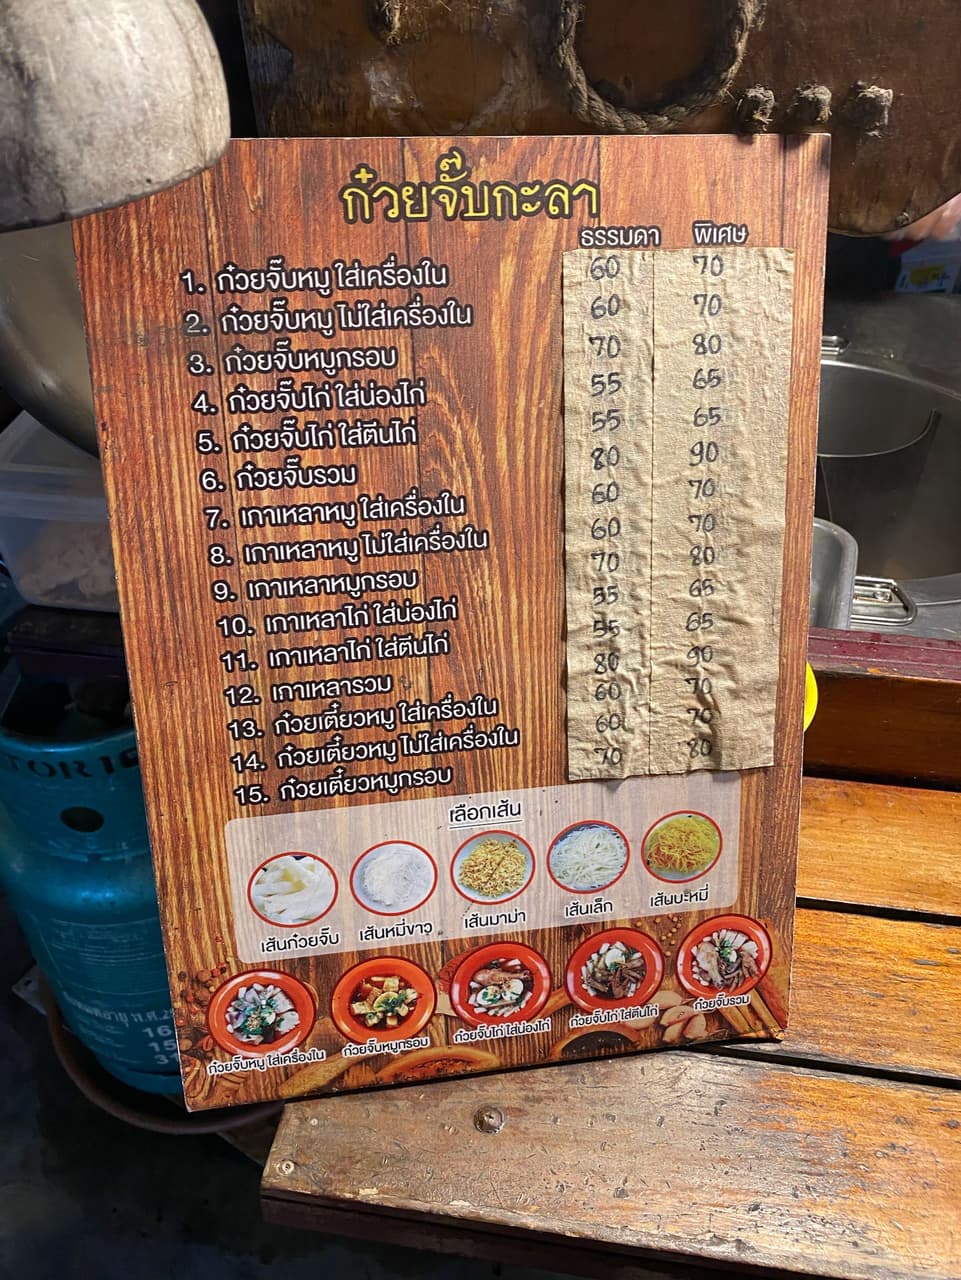 ก๋วยจั๊บกะลา
ธรรมดา พิเศษ
1. ก๋วยจั๊บหมู ใส่เครื่องใน 60 70
2. ก๋วยจั๊บหมู ไม่ใส่เครื่องใน 60 70
3. ก๋วยจั๊บหมูกรอบ 70 80
4. ก๋วยจั๊บไก่ ใส่น่องไก่ 55 65
5. ก๋วยจั๊บไก่ ใส่ตีนไก่ 55 65
6. ก๋วยจั๊บรวม 80 90
7. เกาเหลาหมู ใส่เครื่องใน 60 70
8. เกาเหลาหมู ไม่ใส่เครื่องใน 60 70
9. เกาเหลาหมูกรอบ 70 80
10. เกาเหลาไก่ ใส่น่องไก่ 55 65
11. เกาเหลาไก่ ใส่ตีนไก่ 55 65
12. เกาเหลารวม 80 90
13. ก๋วยเตี๋ยวหมู ใส่เครื่องใน 60 70
14. ก๋วยเตี๋ยวหมู ไม่ใส่เครื่องใน 60 70
15. ก๋วยเตี๋ยวหมูกรอบ 70 80
เลือกเส้น
เส้นก๋วยจั๊บ เส้นหมี่ขาว เส้นมาม่า เส้นเล็ก เส้นบะหมี่
ก๋วยจั๊บหมู ใส่เครื่องใน ก๋วยจั๊บหมูกรอบ ก๋วยจั๊บไก่ ใส่น่องไก่ ก๋วยจั๊บไก่ ใส่ตีนไก่ ก๋วยจั๊บรวม